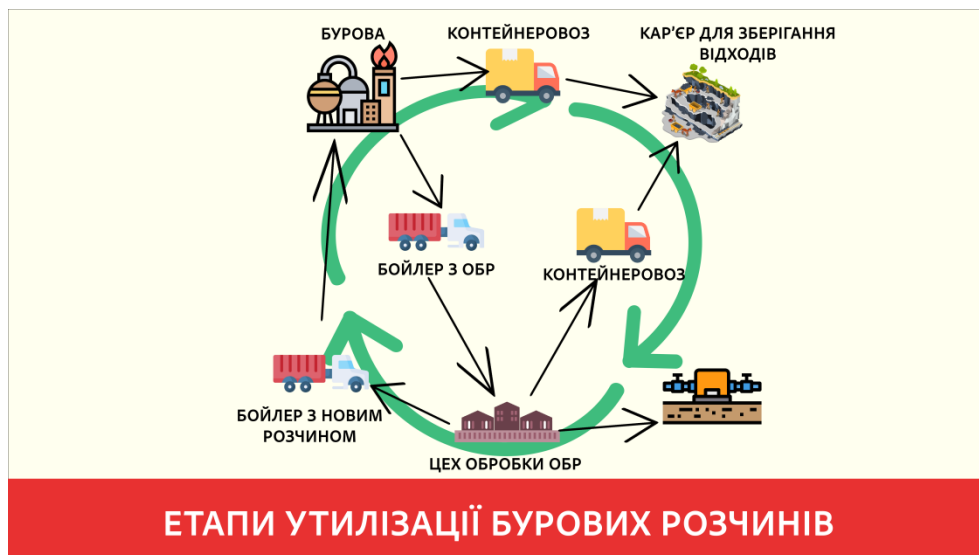 БУРОВА
КОНТЕЙНЕРОВОЗ
КАР'ЄР ДЛЯ ЗБЕРІГАННЯ
ВІДХОДІВ
БОЙЛЕР З ОБР
КОНТЕЙНЕРОВОЗ
БОЙЛЕР З НОВИМ
РОЗЧИНОМ
ЦЕХ ОБРОБКИ ОБР
ЕТАПИ УТИЛІЗАЦІЇ БУРОВИХ РОЗЧИНІВ